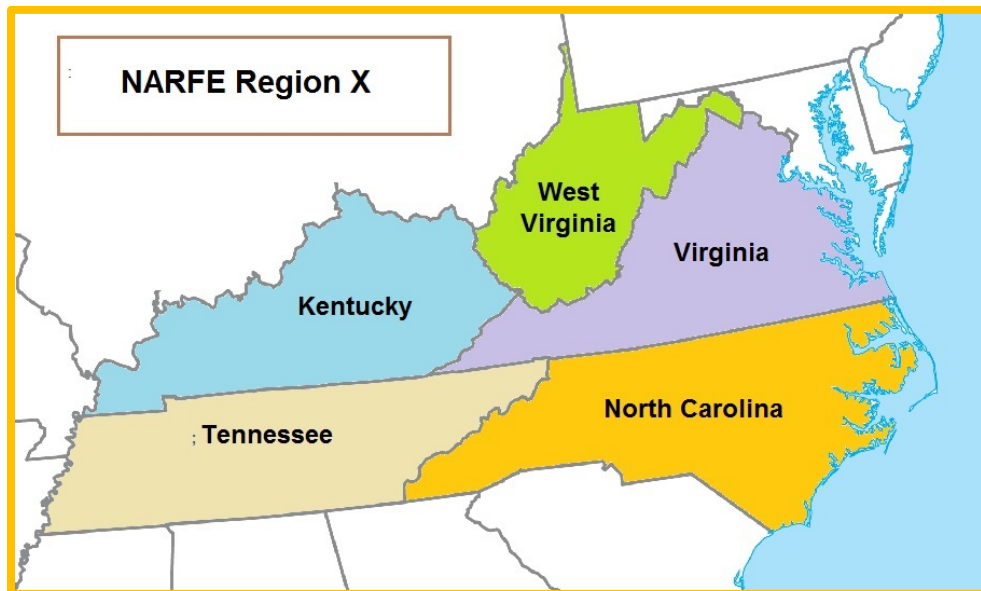 :
NARFE Region X
West
Virginia
Virginia
Kentucky
North Carolina
; Tennessee